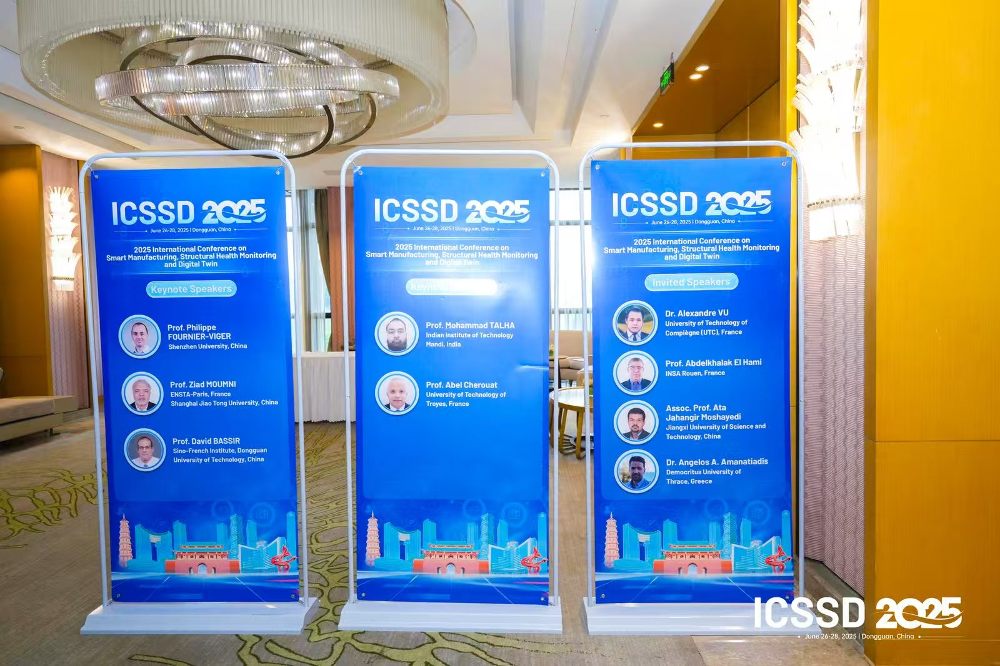 ICSSD 2025
June 26-28, 2025 | Dongguan, China
2025 International Conference on
Smart Manufacturing, Structural Health Monitoring
and Digital Twin
Keynote Speakers
Prof. Philippe
FOURNIER-VIGER
Shenzhen University, China
Prof. Ziad MOUMNI
ENSTA-Paris, France
Shanghai Jiao Tong University, China
Prof. David BASSIR
Sino-French Institute, Dongguan
University of Technology, China
ICSSD 2025
June 26-28, 2025 | Dongguan, China
2025 International Conference on
Smart Manufacturing, Structural Health Monitoring
and Digital Twin
Prof. Mohammad TALHA
Indian Institute of Technology
Mandi, India
Prof. Abel Cherouat
University of Technology of
Troyes, France
ICSSD 2025
June 26-28, 2025 | Dongguan, China
2025 International Conference on
Smart Manufacturing, Structural Health Monitoring
and Digital Twin
Invited Speakers
Dr. Alexandre VU
University of Technology of
Compiègne (UTC), France
Prof. Abdelkhalak El Hami
INSA Rouen, France
Assoc. Prof. Ata
Jahangir Moshayedi
Jiangxi University of Science and
Technology, China
Dr. Angelos A. Amanatiadis
Democritus University of
Thrace, Greece
ICSSD 2025
June 26-28, 2025 | Dongguan, China